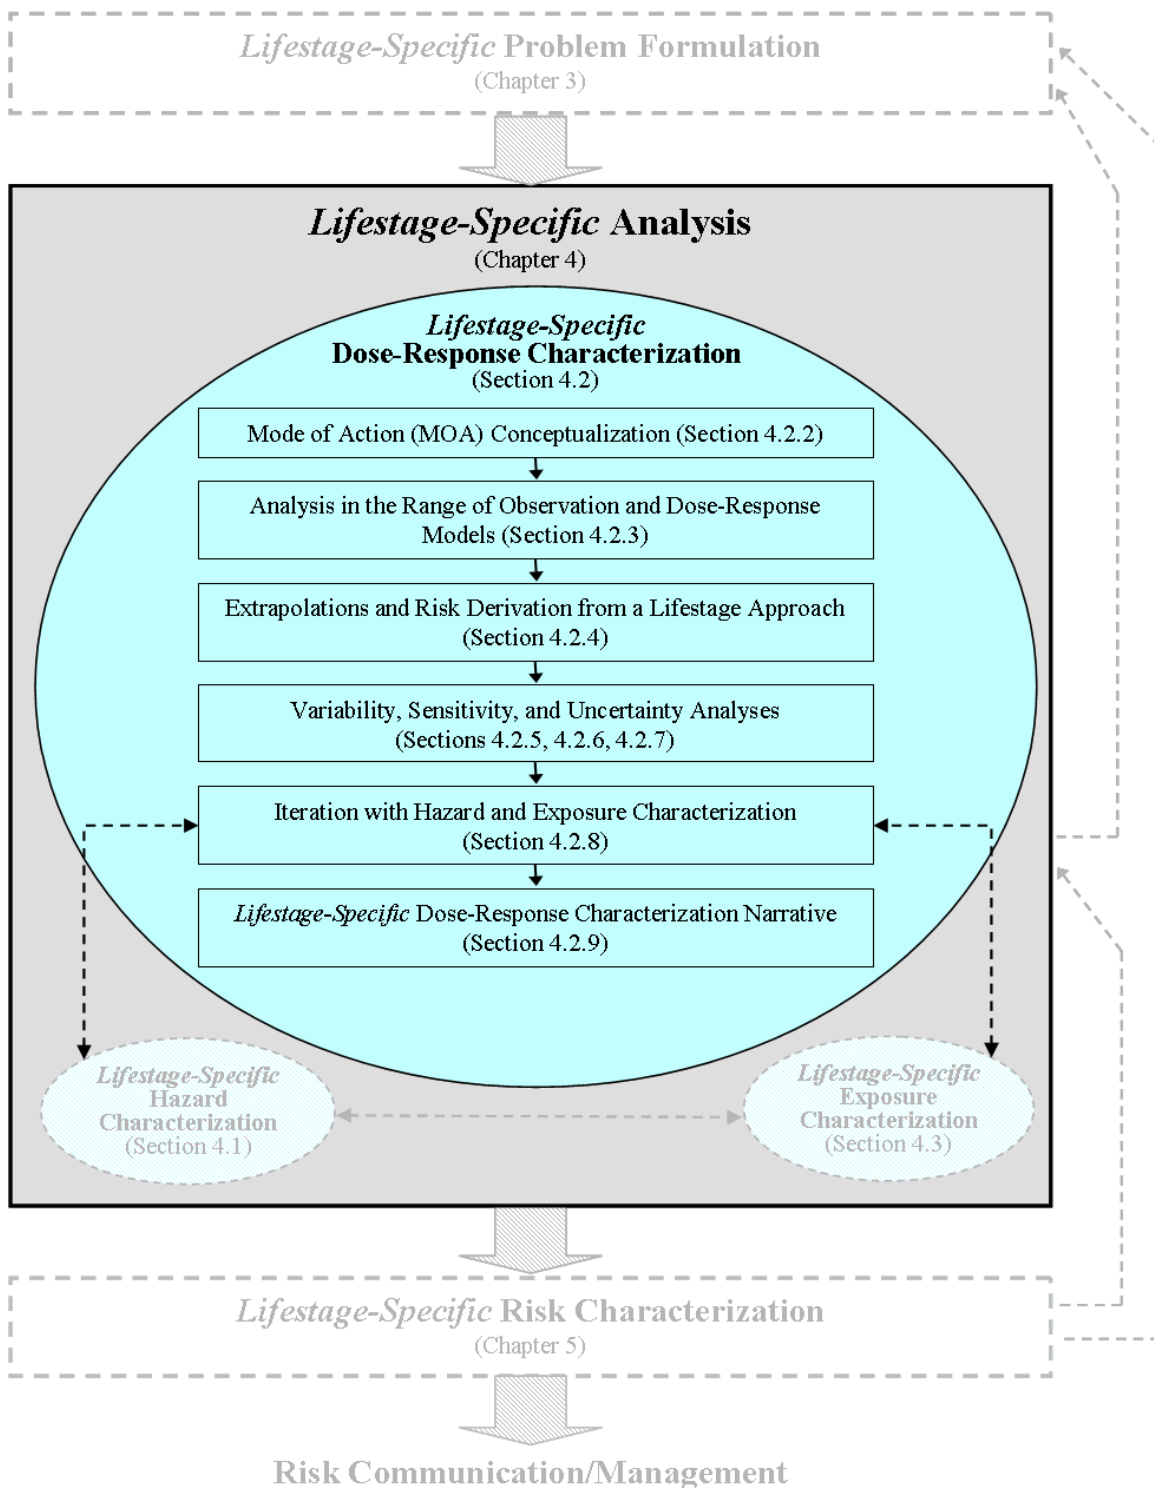 Lifestage-Specific Problem Formulation
(Chapter 3)
Lifestage-Specific Analysis
(Chapter 4)
Lifestage-Specific
Dose-Response Characterization
(Section 4.2)
Mode of Action (MOA) Conceptualization (Section 4.2.2)
Analysis in the Range of Observation and Dose-Response
Models (Section 4.2.3)
Extrapolations and Risk Derivation from a Lifestage Approach
(Section 4.2.4)
Variability, Sensitivity, and Uncertainty Analyses
(Sections 4.2.5, 4.2.6, 4.2.7)
Iteration with Hazard and Exposure Characterization
(Section 4.2.8)
Lifestage-Specific Dose-Response Characterization Narrative
(Section 4.2.9)
Lifestage-Specific
Hazard
Characterization
(Section 4.1)
Lifestage-Specific
Exposure
Characterization
(Section 4.3)
Lifestage-Specific Risk Characterization
(Chapter 5)
Risk Communication/Management